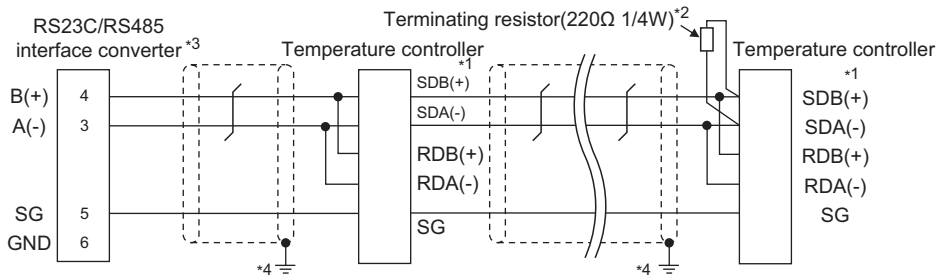 Terminating resistor(220Ω 1/4W)*2
RS23C/RS485
interface converter*3
Temperature controller
*1
Temperature controller
*1
B(+) 4
A(-) 3
SG 5
GND 6
SDB(+)
SDA(-)
RDB(+)
RDA(-)
SG
SDB(+)
SDA(-)
RDB(+)
RDA(-)
SG
*4
*4